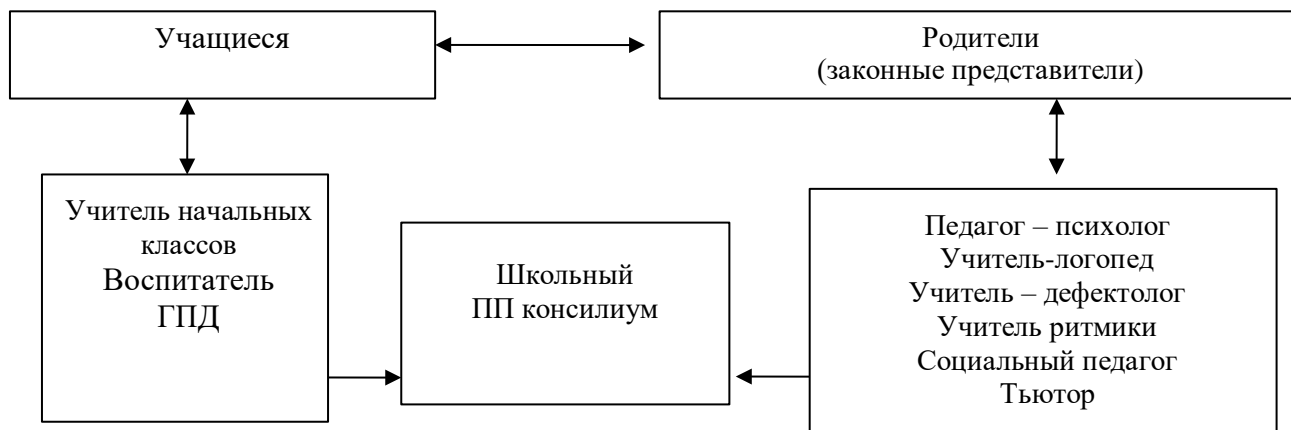 Учащиеся
Родители
(законные представители)
Учитель начальных
классов
Воспитатель
ГПД
Школьный
ПП консилиум
Педагог – психолог
Учитель-логопед
Учитель – дефектолог
Учитель ритмики
Социальный педагог
Тьютор